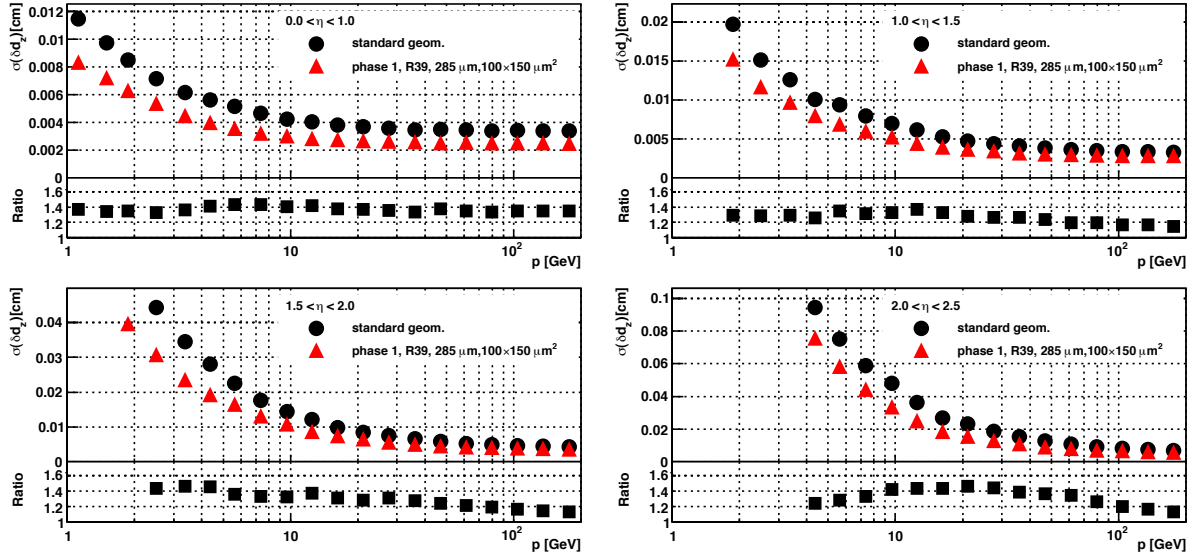 0.0 < η < 1.0
standard geom.
phase 1, R39, 285 μm,100×150 μm²
σ(δd_z)[cm]
0.012
0.01
0.008
0.006
0.004
0.002
0
Ratio
1.6
1.4
1.2
1
1 10 10²
p [GeV]
1.0 < η < 1.5
standard geom.
phase 1, R39, 285 μm,100×150 μm²
σ(δd_z)[cm]
0.02
0.015
0.01
0.005
0
Ratio
1.6
1.4
1.2
1 10 10²
p [GeV]
1.5 < η < 2.0
standard geom.
phase 1, R39, 285 μm,100×150 μm²
σ(δd_z)[cm]
0.04
0.03
0.02
0.01
0
Ratio
1.6
1.4
1.2
1
1 10 10²
p [GeV]
2.0 < η < 2.5
standard geom.
phase 1, R39, 285 μm,100×150 μm²
σ(δd_z)[cm]
0.1
0.08
0.06
0.04
0.02
0
Ratio
1.6
1.4
1.2
1 10 10²
p [GeV]